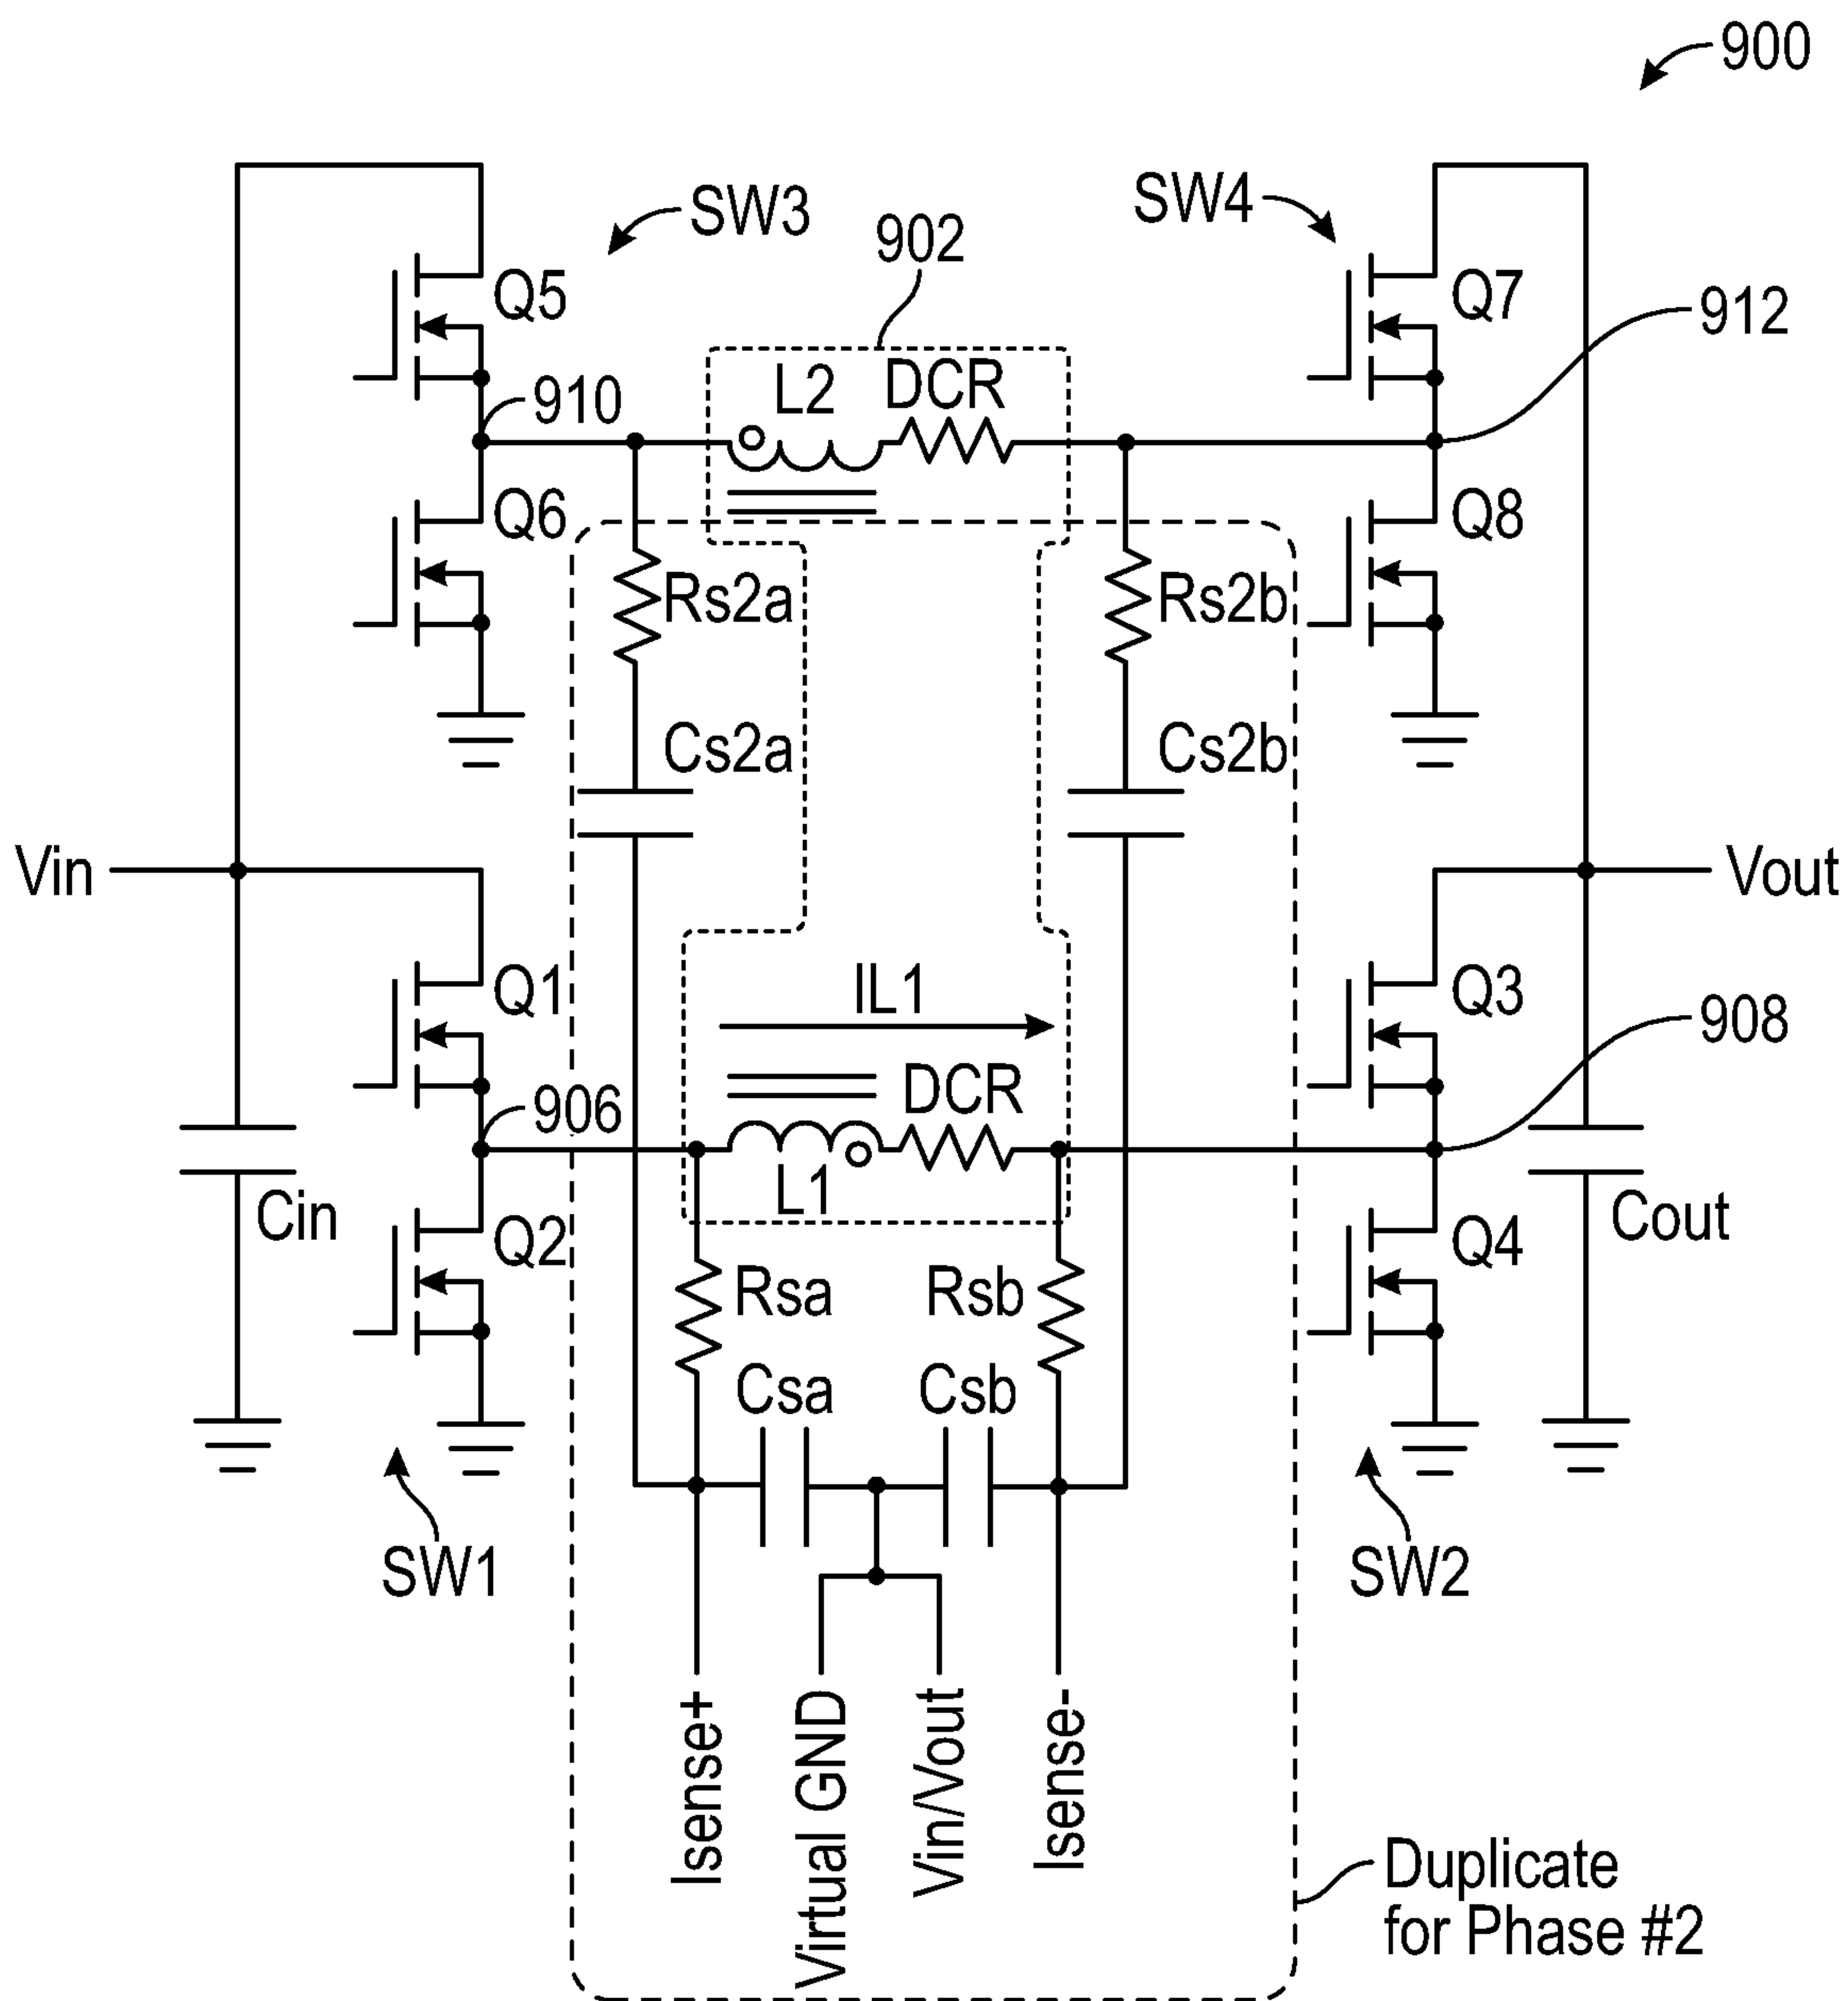 900
SW3
SW4
902
Q5
Q7
912
L2
DCR
910
Q6
Q8
Rs2a
Rs2b
Cs2a
Cs2b
Vin
Vout
Q1
IL1
Q3
908
DCR
906
L1
Cin
Q2
Cout
Q4
Rsa
Rsb
Csa
Csb
SW1
SW2
Isense+
Virtual GND
Vin/Vout
Isense-
Duplicate
for Phase #2